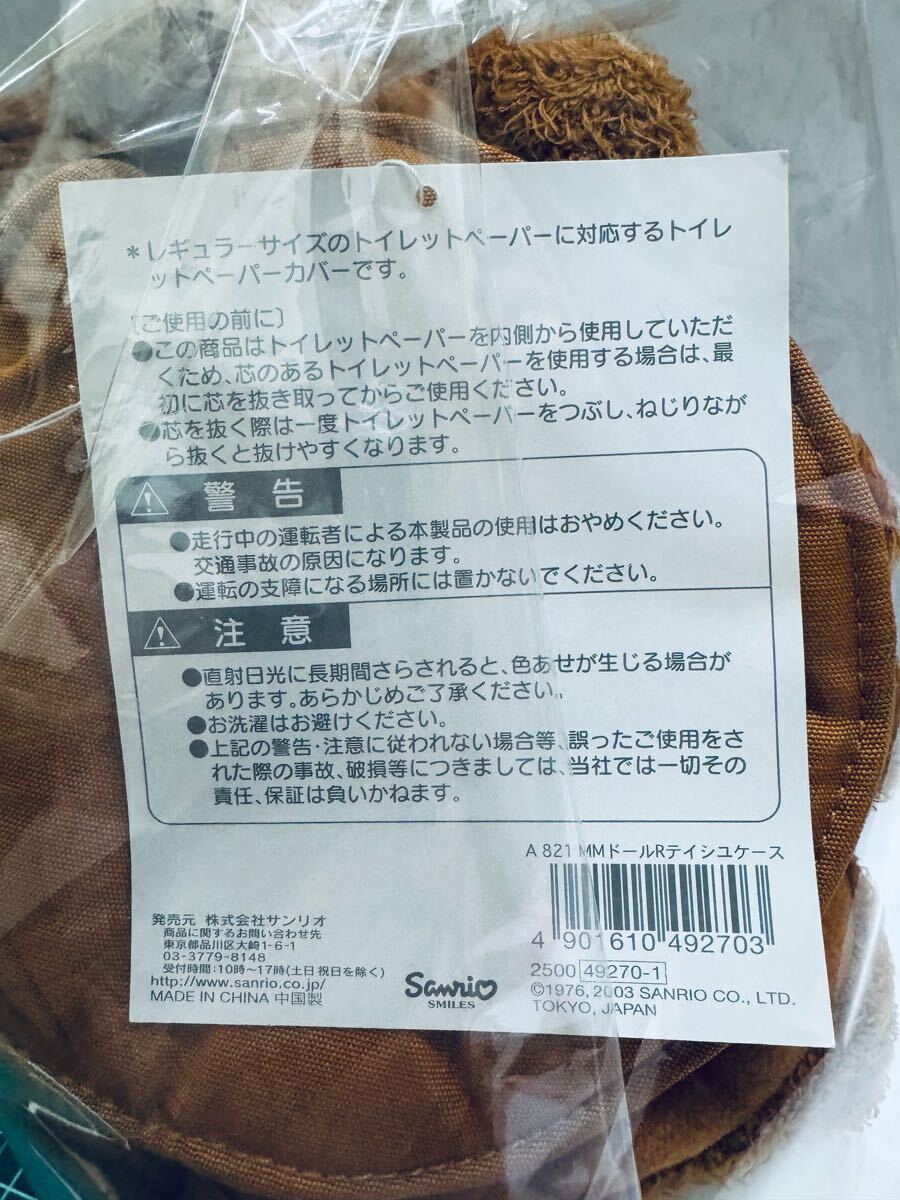 *レギュラーサイズのトイレットペーパーに対応するトイレ
ットペーパーカバーです。
〔ご使用の前に〕
●この商品はトイレットペーパーを内側から使用していただ
くため、芯のあるトイレットペーパーを使用する場合は、最
初に芯を抜き取ってからご使用ください。
●芯を抜く際は一度トイレットペーパーをつぶし、ねじりなが
ら抜くと抜けやすくなります。
警告
●走行中の運転者による本製品の使用はおやめください。
交通事故の原因になります。
●運転の支障になる場所には置かないでください。
注意
●直射日光に長期間さらされると、色あせが生じる場合が
あります。あらかじめご了承ください。
●お洗濯はお避けください。
●上記の警告・注意に従われない場合等、誤ったご使用をさ
れた際の事故、破損等につきましては、当社では一切その
責任、保証は負いかねます。
A 821 MMドールRテイシユケース
4 901610 492703
2500 49270-1
©1976, 2003 SANRIO CO., LTD.
TOKYO, JAPAN
発売元 株式会社サンリオ
商品に関するお問い合わせ先
東京都品川区大崎1-6-1
03-3779-8148
受付時間:10時〜17時(土日祝日を除く)
http://www.sanrio.co.jp/
MADE IN CHINA 中国製
Sanrio
SMILES